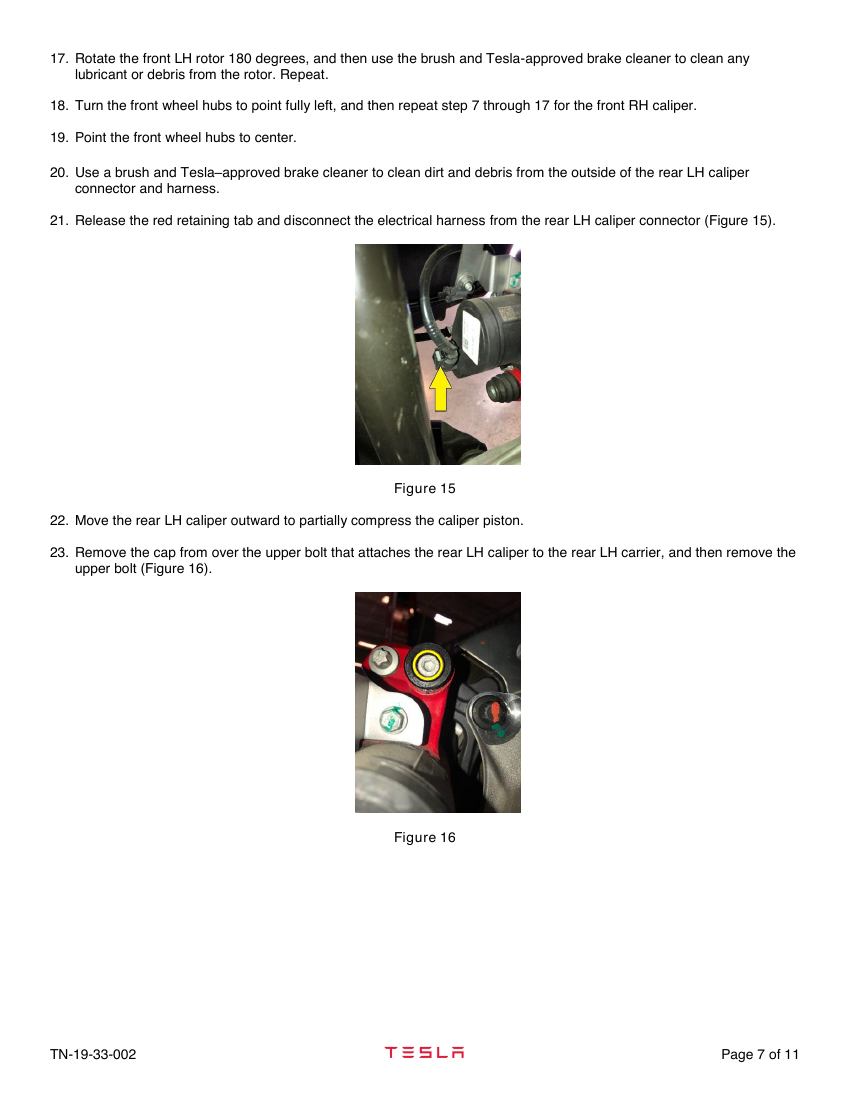 17. Rotate the front LH rotor 180 degrees, and then use the brush and Tesla-approved brake cleaner to clean any
lubricant or debris from the rotor. Repeat.
18. Turn the front wheel hubs to point fully left, and then repeat step 7 through 17 for the front RH caliper.
19. Point the front wheel hubs to center.
20. Use a brush and Tesla–approved brake cleaner to clean dirt and debris from the outside of the rear LH caliper
connector and harness.
21. Release the red retaining tab and disconnect the electrical harness from the rear LH caliper connector (Figure 15).
Figure 15
22. Move the rear LH caliper outward to partially compress the caliper piston.
23. Remove the cap from over the upper bolt that attaches the rear LH caliper to the rear LH carrier, and then remove the
upper bolt (Figure 16).
Figure 16
TN-19-33-002
TESLA
Page 7 of 11